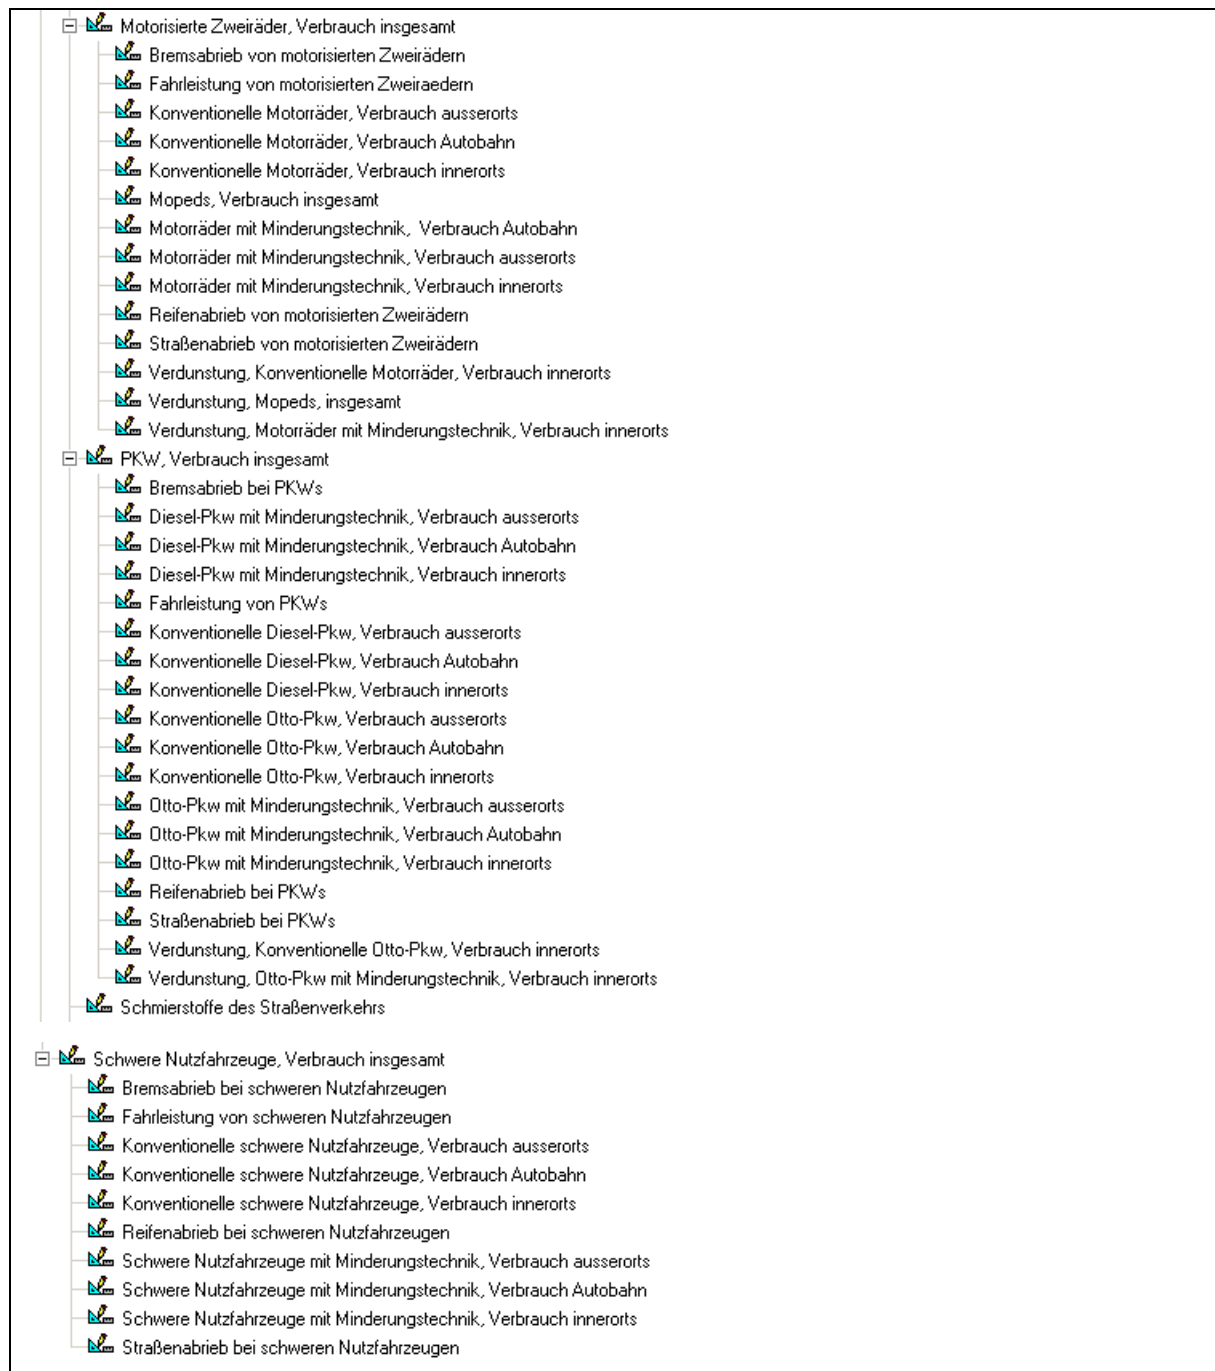 Motorisierte Zweiräder, Verbrauch insgesamt
Bremsabrieb von motorisierten Zweirädern
Fahrleistung von motorisierten Zweiraedern
Konventionelle Motorräder, Verbrauch ausserorts
Konventionelle Motorräder, Verbrauch Autobahn
Konventionelle Motorräder, Verbrauch innerorts
Mopeds, Verbrauch insgesamt
Motorräder mit Minderungstechnik,  Verbrauch Autobahn
Motorräder mit Minderungstechnik, Verbrauch ausserorts
Motorräder mit Minderungstechnik, Verbrauch innerorts
Reifenabrieb von motorisierten Zweirädern
Straßenabrieb von motorisierten Zweirädern
Verdunstung, Konventionelle Motorräder, Verbrauch innerorts
Verdunstung, Mopeds, insgesamt
Verdunstung, Motorräder mit Minderungstechnik, Verbrauch innerorts
PKW, Verbrauch insgesamt
Bremsabrieb bei PKWs
Diesel-Pkw mit Minderungstechnik, Verbrauch ausserorts
Diesel-Pkw mit Minderungstechnik, Verbrauch Autobahn
Diesel-Pkw mit Minderungstechnik, Verbrauch innerorts
Fahrleistung von PKWs
Konventionelle Diesel-Pkw, Verbrauch ausserorts
Konventionelle Diesel-Pkw, Verbrauch Autobahn
Konventionelle Diesel-Pkw, Verbrauch innerorts
Konventionelle Otto-Pkw, Verbrauch ausserorts
Konventionelle Otto-Pkw, Verbrauch Autobahn
Konventionelle Otto-Pkw, Verbrauch innerorts
Otto-Pkw mit Minderungstechnik, Verbrauch ausserorts
Otto-Pkw mit Minderungstechnik, Verbrauch Autobahn
Otto-Pkw mit Minderungstechnik, Verbrauch innerorts
Reifenabrieb bei PKWs
Straßenabrieb bei PKWs
Verdunstung, Konventionelle Otto-Pkw, Verbrauch innerorts
Verdunstung, Otto-Pkw mit Minderungstechnik, Verbrauch innerorts
Schmierstoffe des Straßenverkehrs
Schwere Nutzfahrzeuge, Verbrauch insgesamt
Bremsabrieb bei schweren Nutzfahrzeugen
Fahrleistung von schweren Nutzfahrzeugen
Konventionelle schwere Nutzfahrzeuge, Verbrauch ausserorts
Konventionelle schwere Nutzfahrzeuge, Verbrauch Autobahn
Konventionelle schwere Nutzfahrzeuge, Verbrauch innerorts
Reifenabrieb bei schweren Nutzfahrzeugen
Schwere Nutzfahrzeuge mit Minderungstechnik, Verbrauch ausserorts
Schwere Nutzfahrzeuge mit Minderungstechnik, Verbrauch Autobahn
Schwere Nutzfahrzeuge mit Minderungstechnik, Verbrauch innerorts
Straßenabrieb bei schweren Nutzfahrzeugen